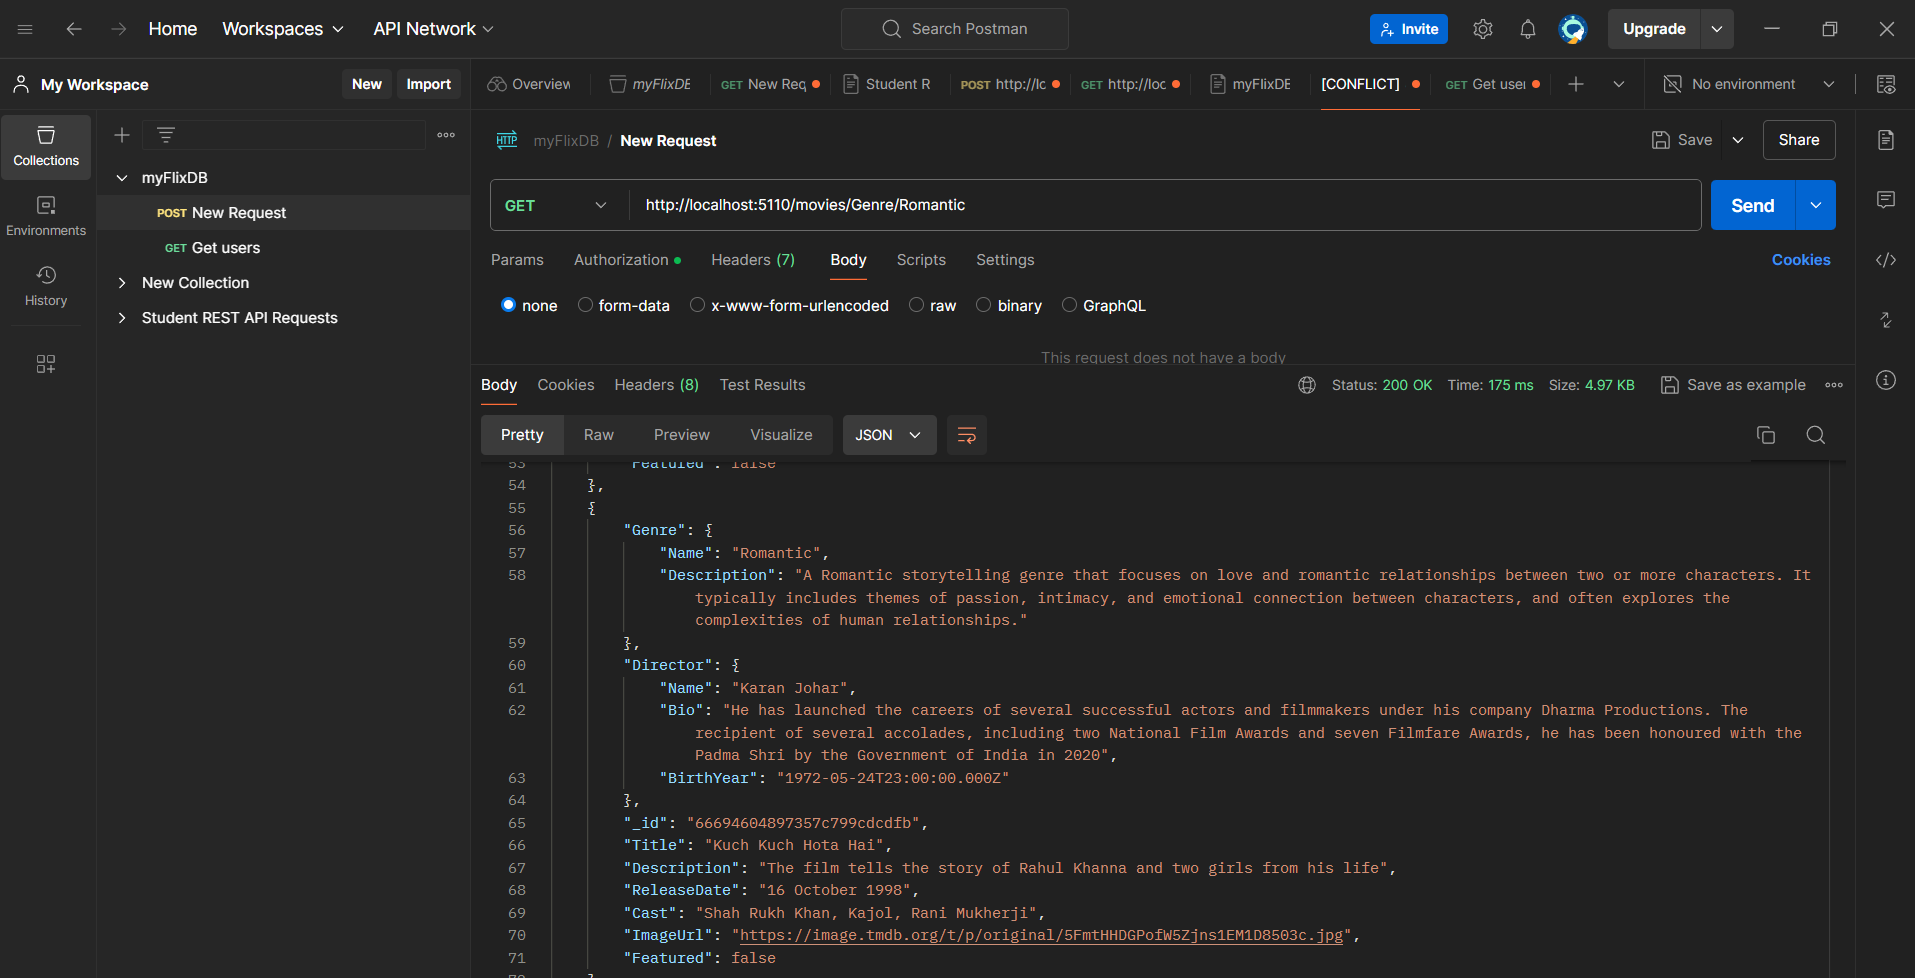 Home Workspaces API Network Search Postman Invite Upgrade
My Workspace New Import Overview myFlixDB GET New Req Student R POST http://lc GET http://loc myFlixDB [CONFLICT] GET Get user No environment
Collections
Environments
History
myFlixDB
POST New Request
GET Get users
New Collection
Student REST API Requests
HTTP myFlixDB / New Request Save Share
GET http://localhost:5110/movies/Genre/Romantic Send
Params Authorization Headers (7) Body Scripts Settings Cookies
none form-data x-www-form-urlencoded raw binary GraphQL
This request does not have a body
Body Cookies Headers (8) Test Results Status: 200 OK Time: 175 ms Size: 4.97 KB Save as example
Pretty Raw Preview Visualize JSON
53 "Featured": false
54 },
55 {
56 "Genre": {
57 "Name": "Romantic",
58 "Description": "A Romantic storytelling genre that focuses on love and romantic relationships between two or more characters. It
typically includes themes of passion, intimacy, and emotional connection between characters, and often explores the
complexities of human relationships."
59 },
60 "Director": {
61 "Name": "Karan Johar",
62 "Bio": "He has launched the careers of several successful actors and filmmakers under his company Dharma Productions. The
recipient of several accolades, including two National Film Awards and seven Filmfare Awards, he has been honoured with the
Padma Shri by the Government of India in 2020",
63 "BirthYear": "1972-05-24T23:00:00.000Z"
64 },
65 "_id": "66694604897357c799cdcdfb",
66 "Title": "Kuch Kuch Hota Hai",
67 "Description": "The film tells the story of Rahul Khanna and two girls from his life",
68 "ReleaseDate": "16 October 1998",
69 "Cast": "Shah Rukh Khan, Kajol, Rani Mukherji",
70 "ImageUrl": "https://image.tmdb.org/t/p/original/5FmtHHDGPofW5Zjns1EM1D8503c.jpg",
71 "Featured": false